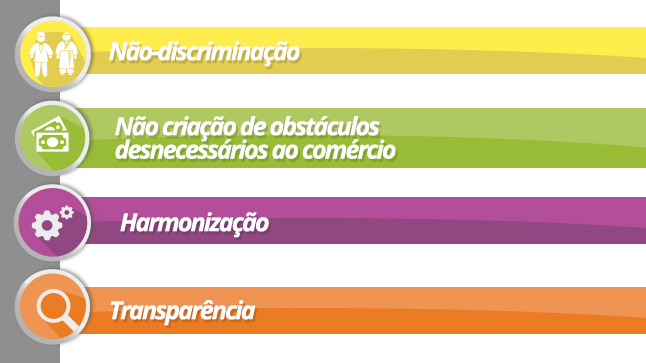 Não-discriminação
Não criação de obstáculos
desnecessários ao comércio
Harmonização
Transparência